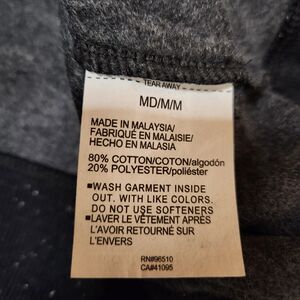 TEAR AWAY
MD/M/M
MADE IN MALAYSIA/
FABRIQUÉ EN MALAISIE/
HECHO EN MALASIA
80% COTTON/COTON/algodón
20% POLYESTER/poliéster
▪WASH GARMENT INSIDE
OUT. WITH LIKE COLORS.
DO NOT USE SOFTENERS
▪LAVER LE VÊTEMENT APRÈS
L'AVOIR RETOURNÉ SUR
L'ENVERS
RN#96510
CA#41095